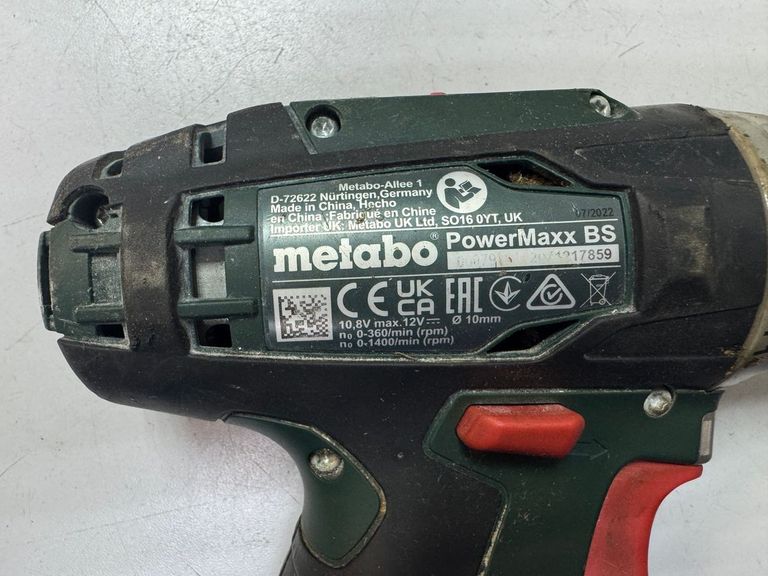 Metabo-Allee 1
D-72622 Nürtingen,Germany
Made in China, Hecho
en China ;Fabriqué en Chine
Importer UK: Metabo UK Ltd, SO16 0YT, UK
07/2022
metabo® PowerMaxx BS
1217859
CE UK CA EAC
10,8V max.12V⎓ Ø 10mm
n₀ 0-360/min (rpm)
n₀ 0-1400/min (rpm)